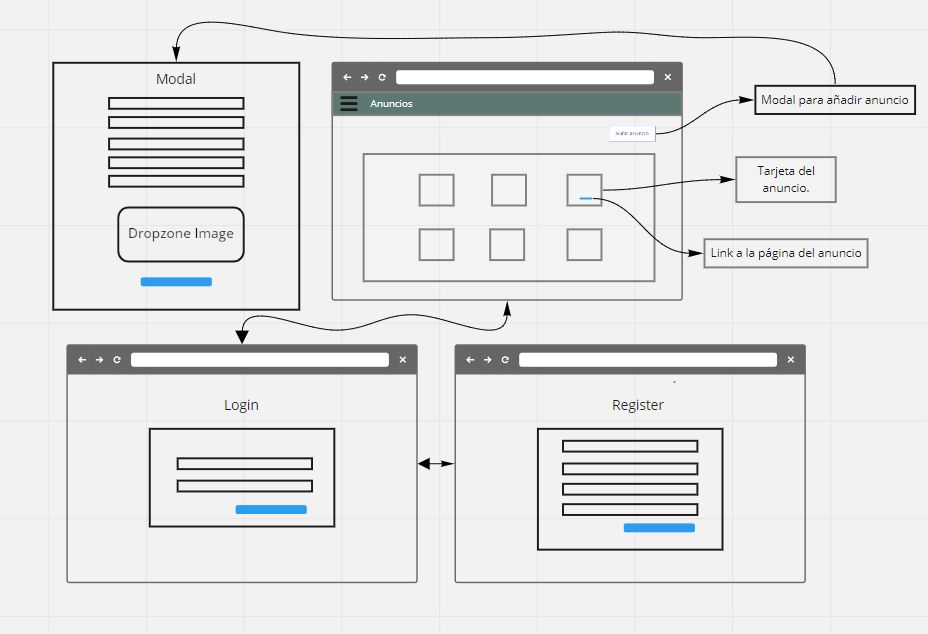 Modal
Dropzone Image
Anuncios
Subir anuncio
Modal para añadir anuncio
Tarjeta del
anuncio.
Link a la página del anuncio
Login
Register